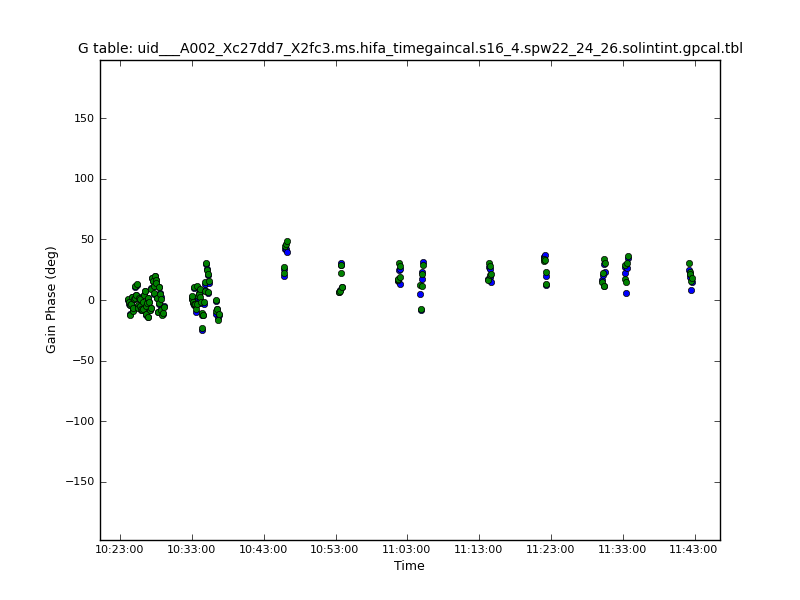 G table: uid___A002_Xc27dd7_X2fc3.ms.hifa_timegaincal.s16_4.spw22_24_26.solintint.gpcal.tbl
Gain Phase (deg)
150
100
50
0
−50
−100
−150
10:23:00 10:33:00 10:43:00 10:53:00 11:03:00 11:13:00 11:23:00 11:33:00 11:43:00
Time